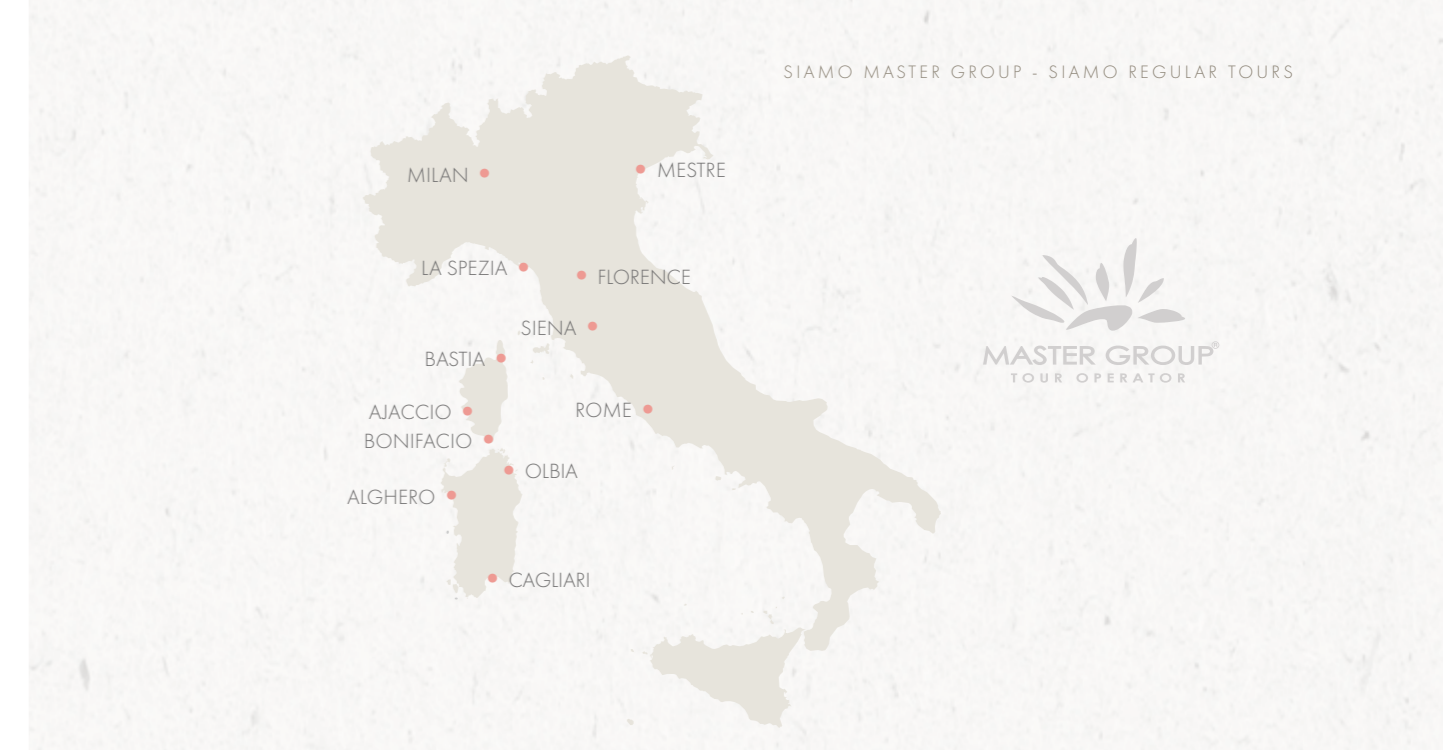 SIAMO MASTER GROUP - SIAMO REGULAR TOURS
MILAN
MESTRE
LA SPEZIA
FLORENCE
SIENA
BASTIA
AJACCIO
ROME
BONIFACIO
OLBIA
ALGHERO
CAGLIARI
MASTER GROUP®
TOUR OPERATOR